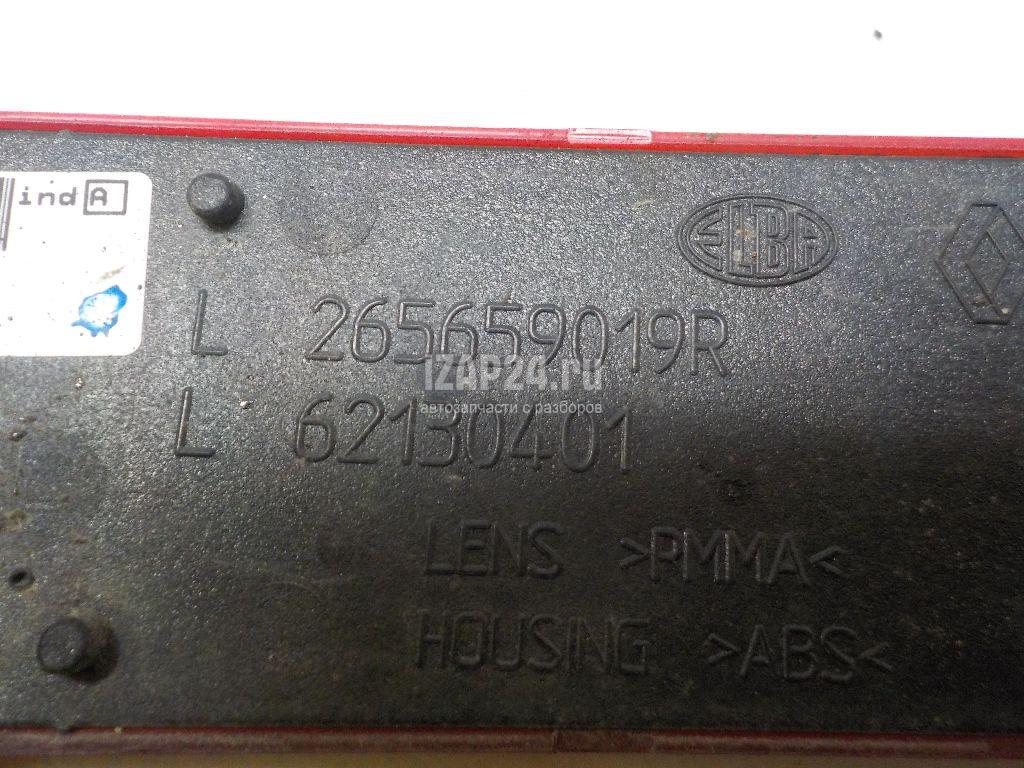 ind A
ELBA
L 265659019R
IZAP24.ru
автозапчасти с разборов
L 62130401
LENS >PMMA<
HOUSING >ABS<